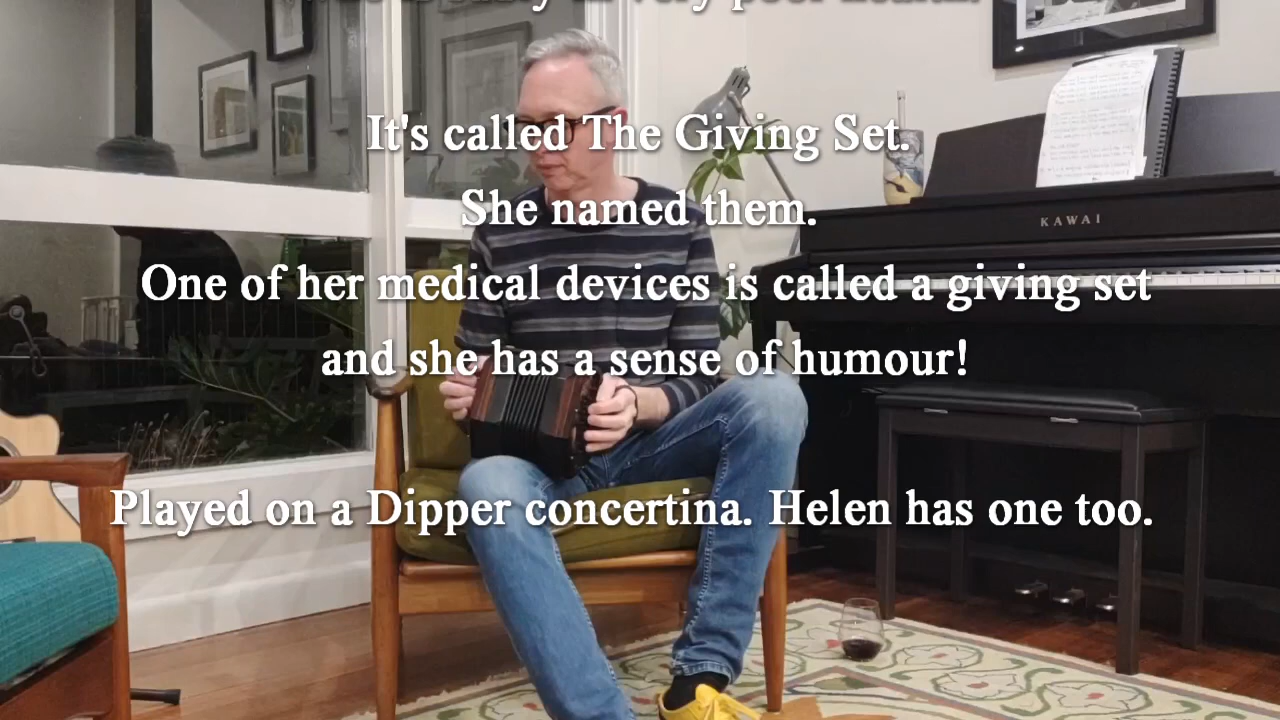 It's called The Giving Set.
She named them.
One of her medical devices is called a giving set
and she has a sense of humour!
Played on a Dipper concertina. Helen has one too.
KAWAI